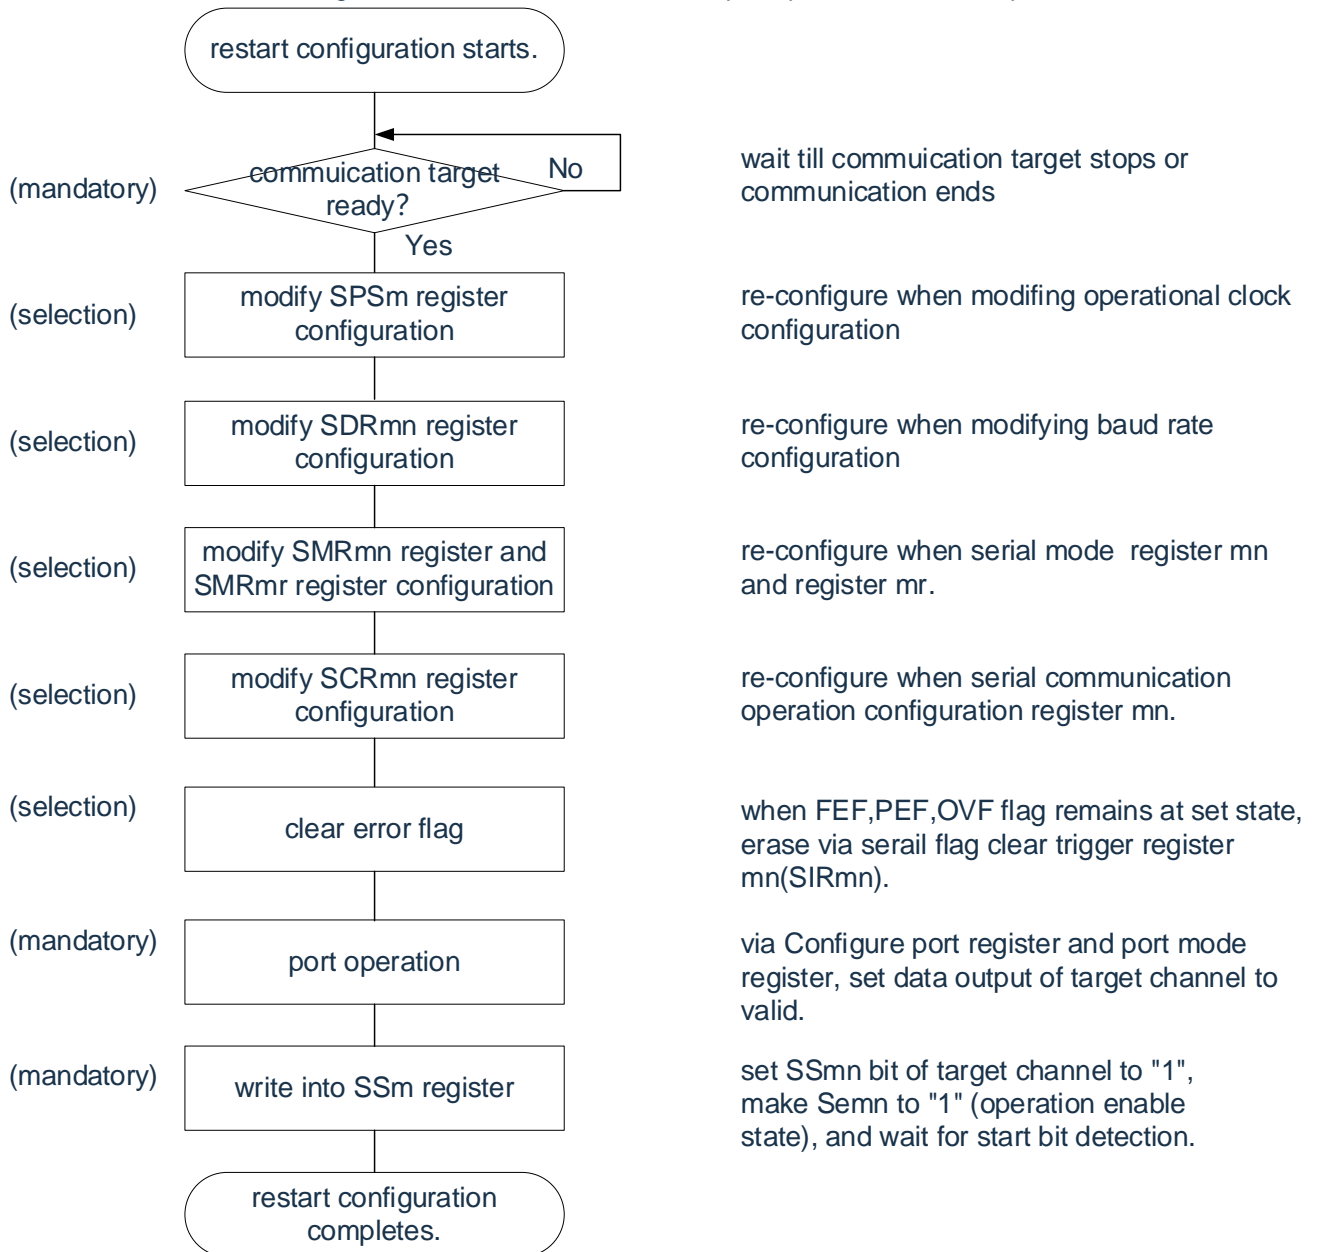 restart configuration starts.
commuication target
ready?
No
(mandatory)
wait till commuication target stops or
communication ends
Yes
(selection)
modify SPSm register
configuration
re-configure when modifing operational clock
configuration
(selection)
modify SDRmn register
configuration
re-configure when modifying baud rate
configuration
(selection)
modify SMRmn register and
SMRmr register configuration
re-configure when serial mode  register mn
and register mr.
(selection)
modify SCRmn register
configuration
re-configure when serial communication
operation configuration register mn.
(selection)
clear error flag
when FEF,PEF,OVF flag remains at set state,
erase via serail flag clear trigger register
mn(SIRmn).
(mandatory)
port operation
via Configure port register and port mode
register, set data output of target channel to
valid.
(mandatory)
write into SSm register
set SSmn bit of target channel to "1",
make Semn to "1" (operation enable
state), and wait for start bit detection.
restart configuration
completes.